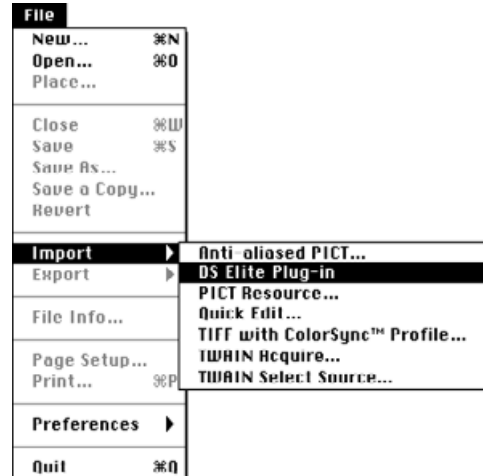 File
New... ⌘N
Open... ⌘O
Place...
Close ⌘W
Save ⌘S
Save As...
Save a Copy...
Revert
Import
Export
File Info...
Page Setup...
Print... ⌘P
Preferences
Quit ⌘Q
Anti-aliased PICT...
DS Elite Plug-in
PICT Resource...
Quick Edit...
TIFF with ColorSync™ Profile...
TWAIN Acquire...
TWAIN Select Source...